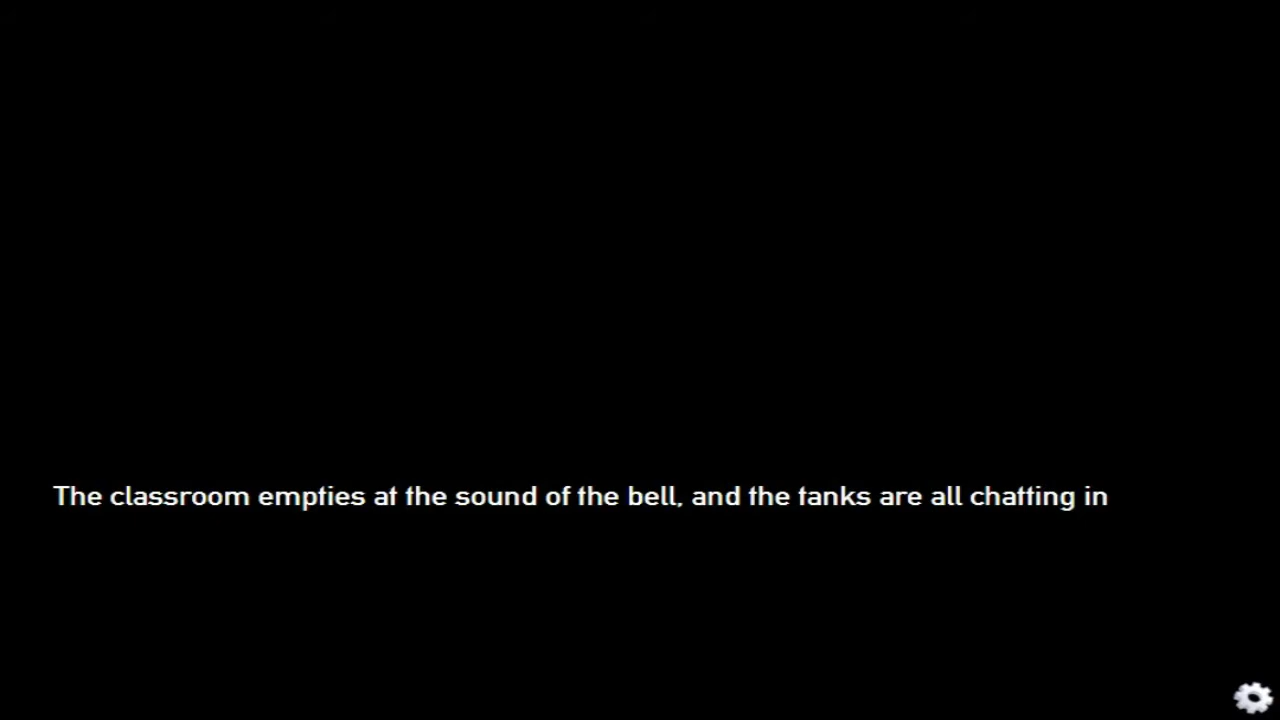 The classroom empties at the sound of the bell, and the tanks are all chatting in